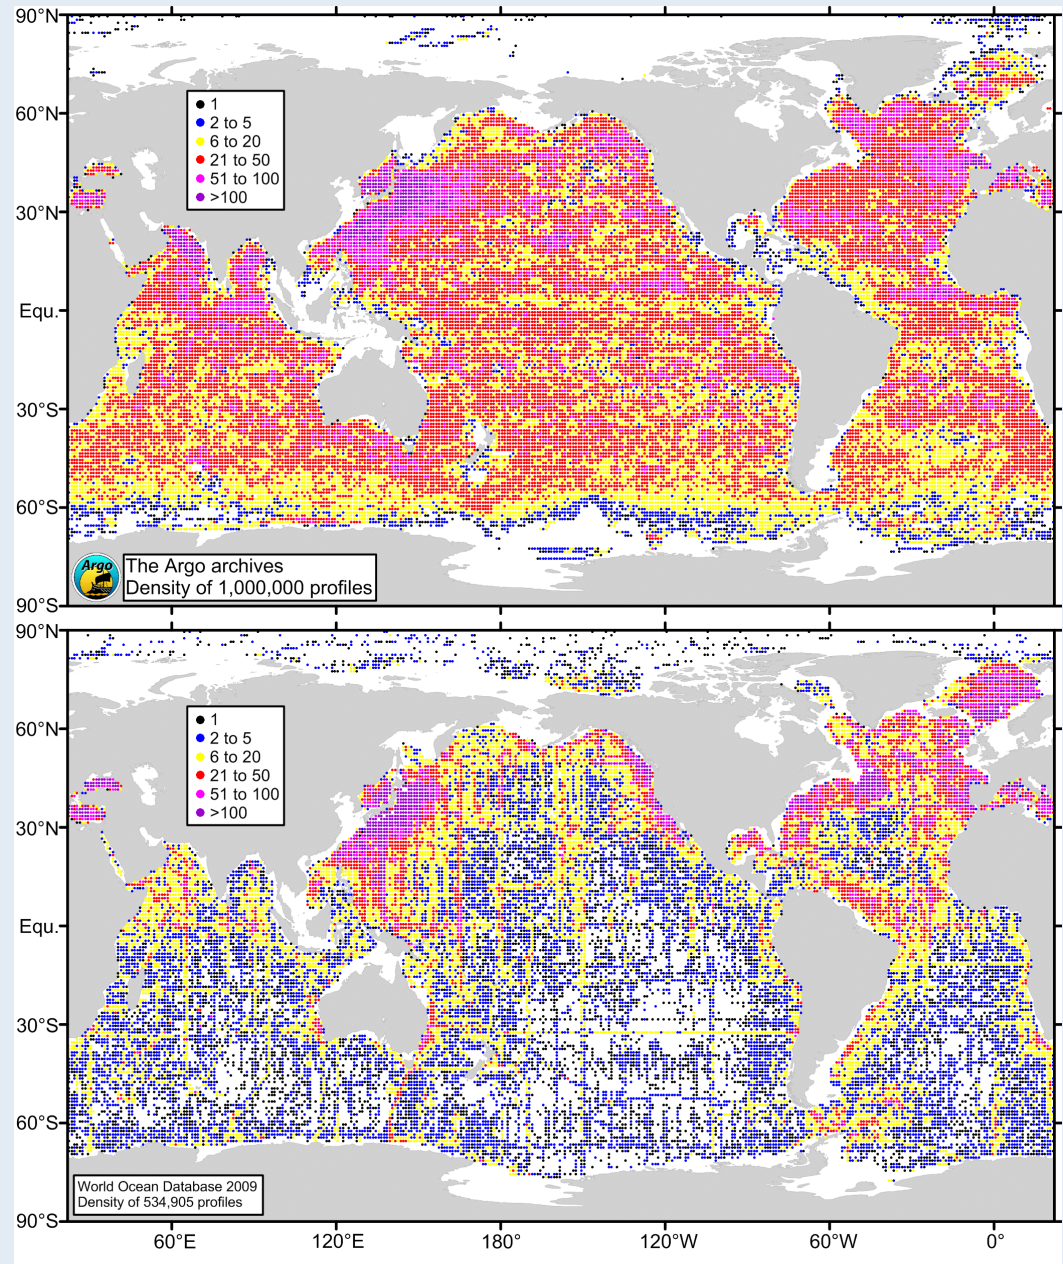 90°N
60°N
30°N
Equ.
30°S
60°S
90°S
1
2 to 5
6 to 20
21 to 50
51 to 100
>100
Argo
The Argo archives
Density of 1,000,000 profiles
90°N
60°N
30°N
Equ.
30°S
60°S
90°S
1
2 to 5
6 to 20
21 to 50
51 to 100
>100
World Ocean Database 2009
Density of 534,905 profiles
60°E 120°E 180° 120°W 60°W 0°